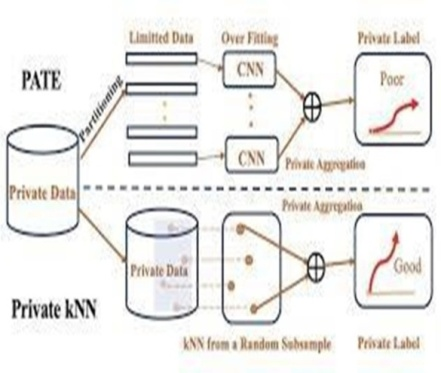 Limitted Data
Over Fitting
Private Label
PATE
Partitioning
CNN
Poor
CNN
Private Aggregation
Private Data
Private Aggregation
Private Data
Good
Private kNN
kNN from a Random Subsample
Private Label